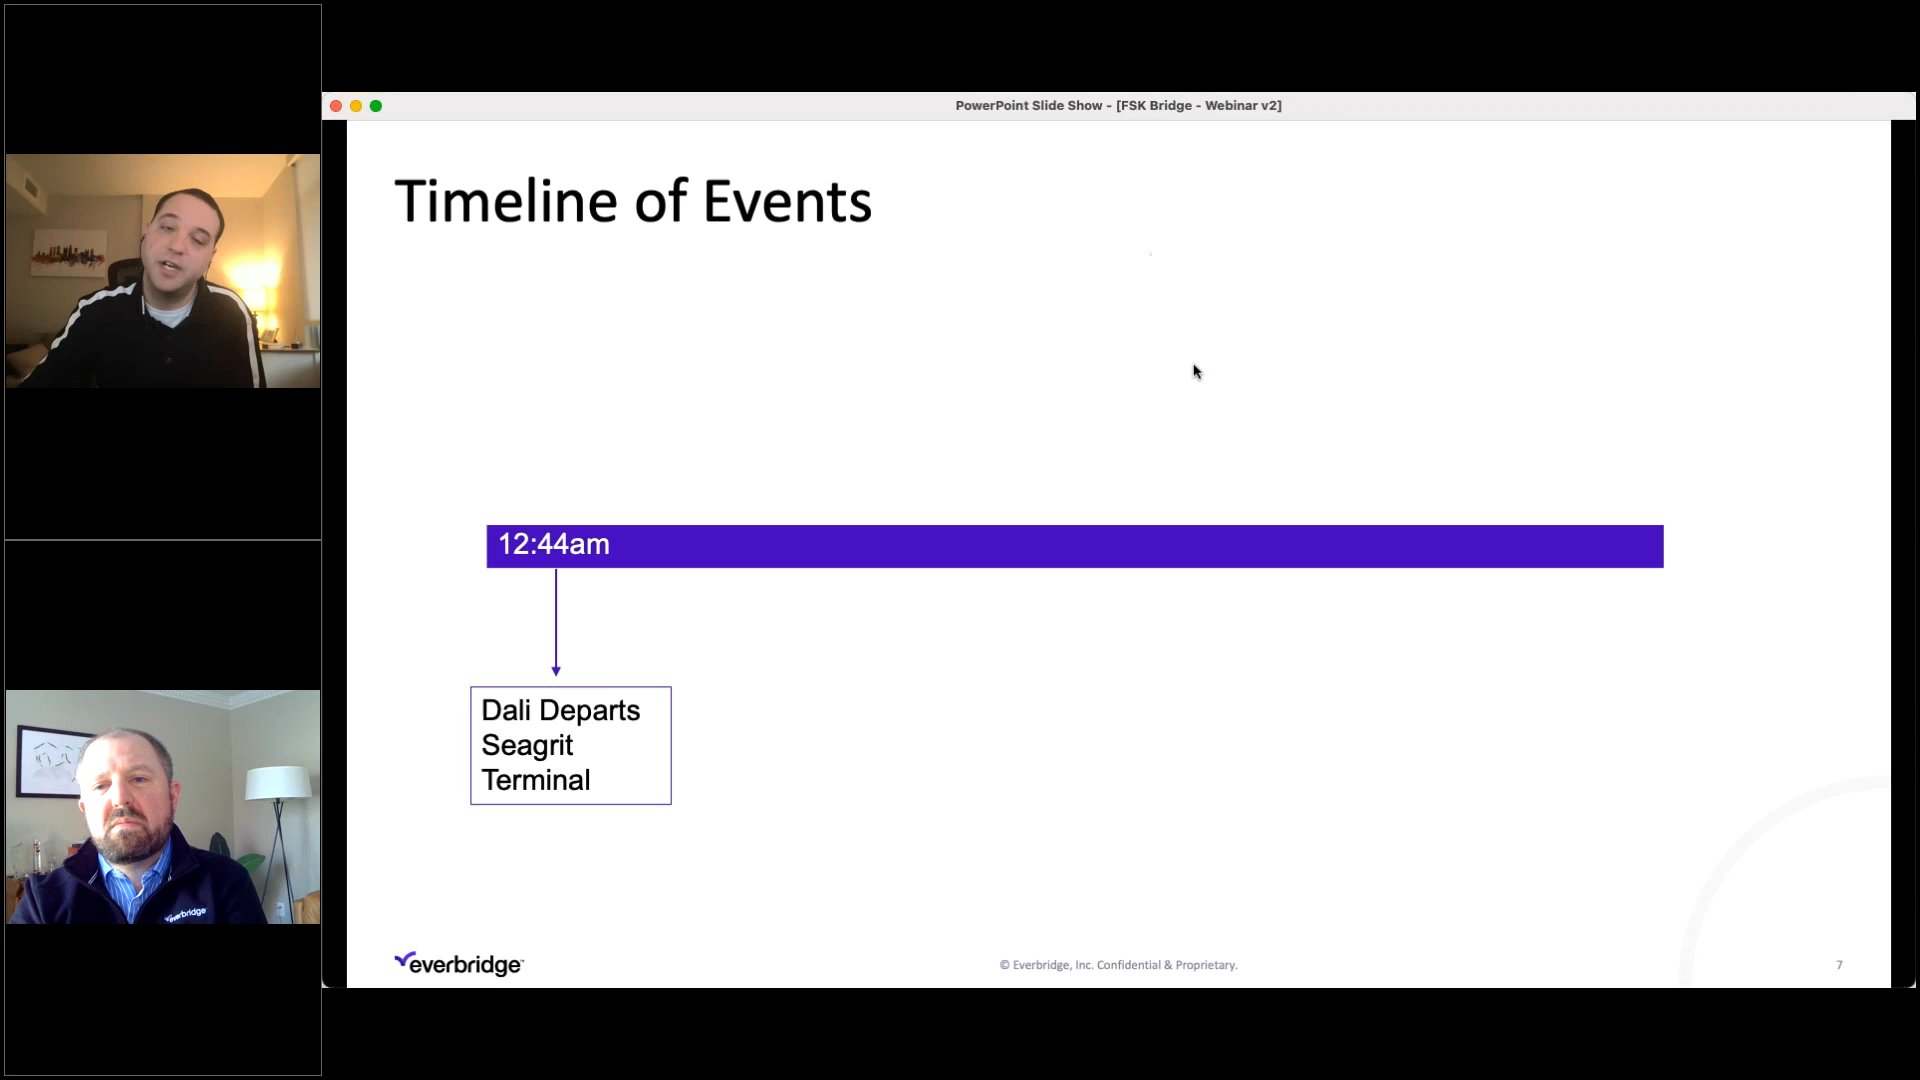 PowerPoint Slide Show - [FSK Bridge - Webinar v2]
Timeline of Events
12:44am
Dali Departs
Seagrit
Terminal
everbridge™
© Everbridge, Inc. Confidential & Proprietary.
7
everbridge